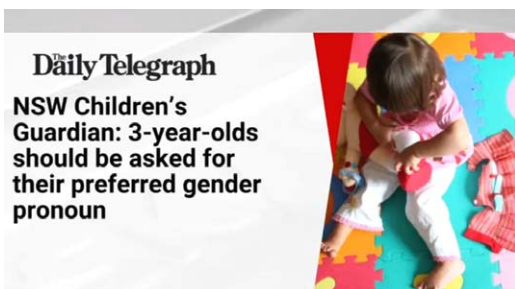 The Daily Telegraph
NSW Children's
Guardian: 3-year-olds
should be asked for
their preferred gender
pronoun